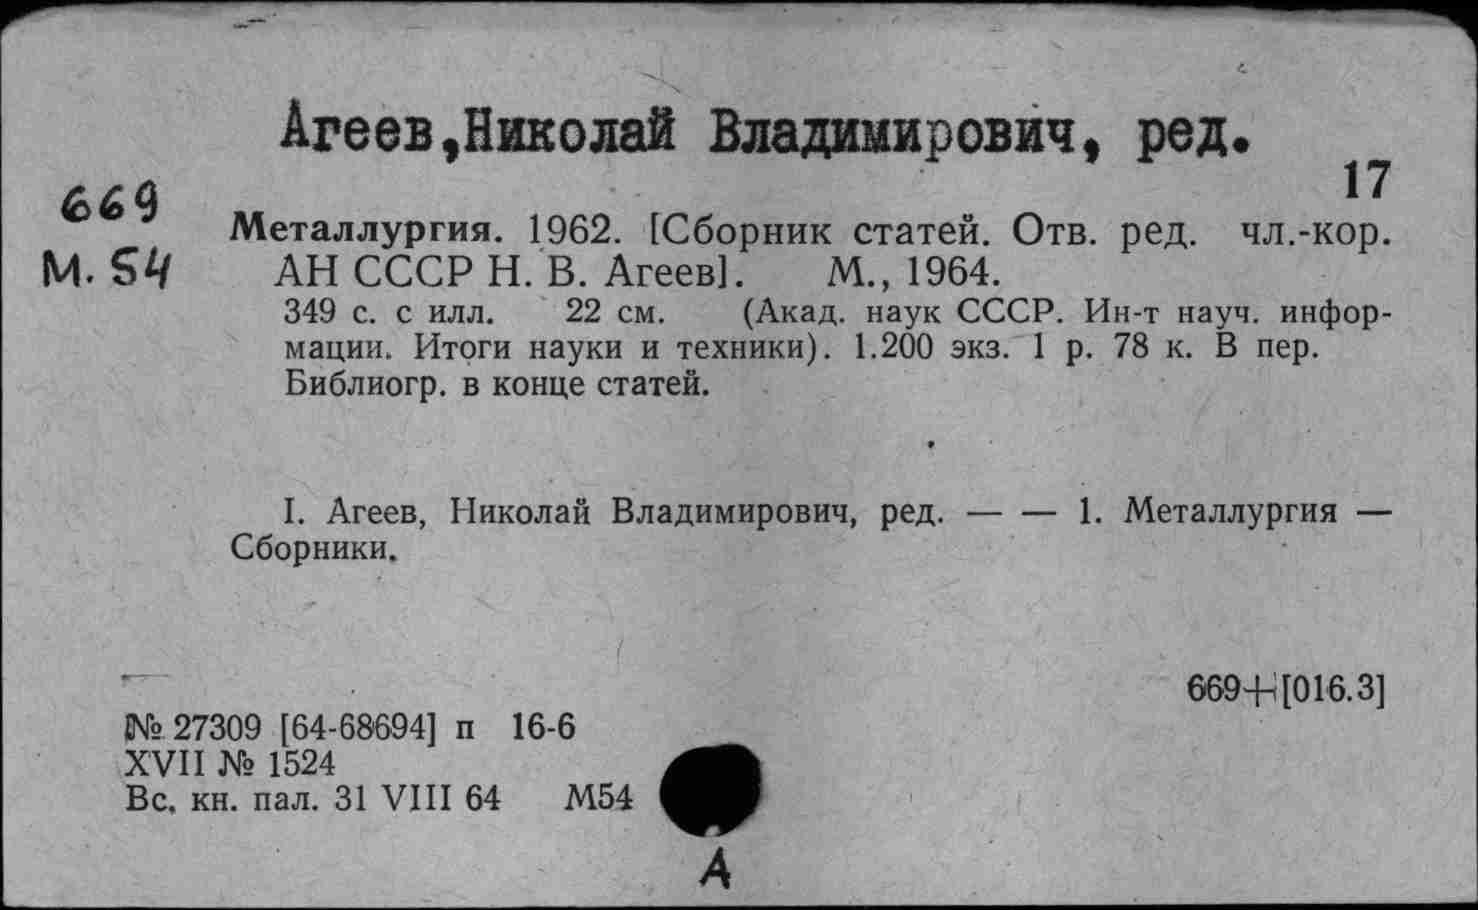 Агеев,Николай Владимирович, ред.
17
669
М. 54
Металлургия. 1962. [Сборник статей. Отв. ред. чл.-кор.
АН СССР Н. В. Агеев]. М., 1964.
349 с. с илл. 22 см. (Акад. наук СССР. Ин-т науч. инфор-
мации. Итоги науки и техники). 1.200 экз. 1 р. 78 к. В пер.
Библиогр. в конце статей.
I. Агеев, Николай Владимирович, ред. — — 1. Металлургия —
Сборники.
669+[016.3]
№ 27309 [64-68694] п 16-6
XVII № 1524
Вс. кн. пал. 31 VIII 64 М54
А